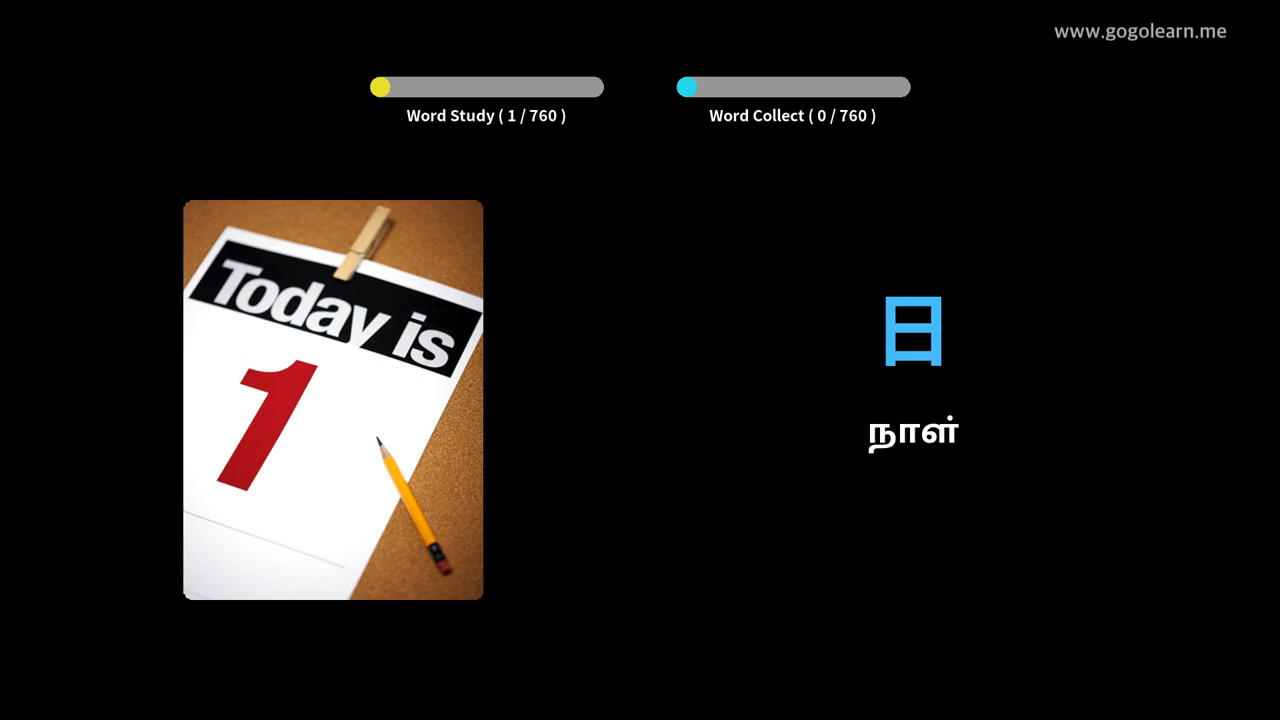 www.gogolearn.me
Word Study ( 1 / 760 )
Word Collect ( 0 / 760 )
Today is
1
日
நாள்